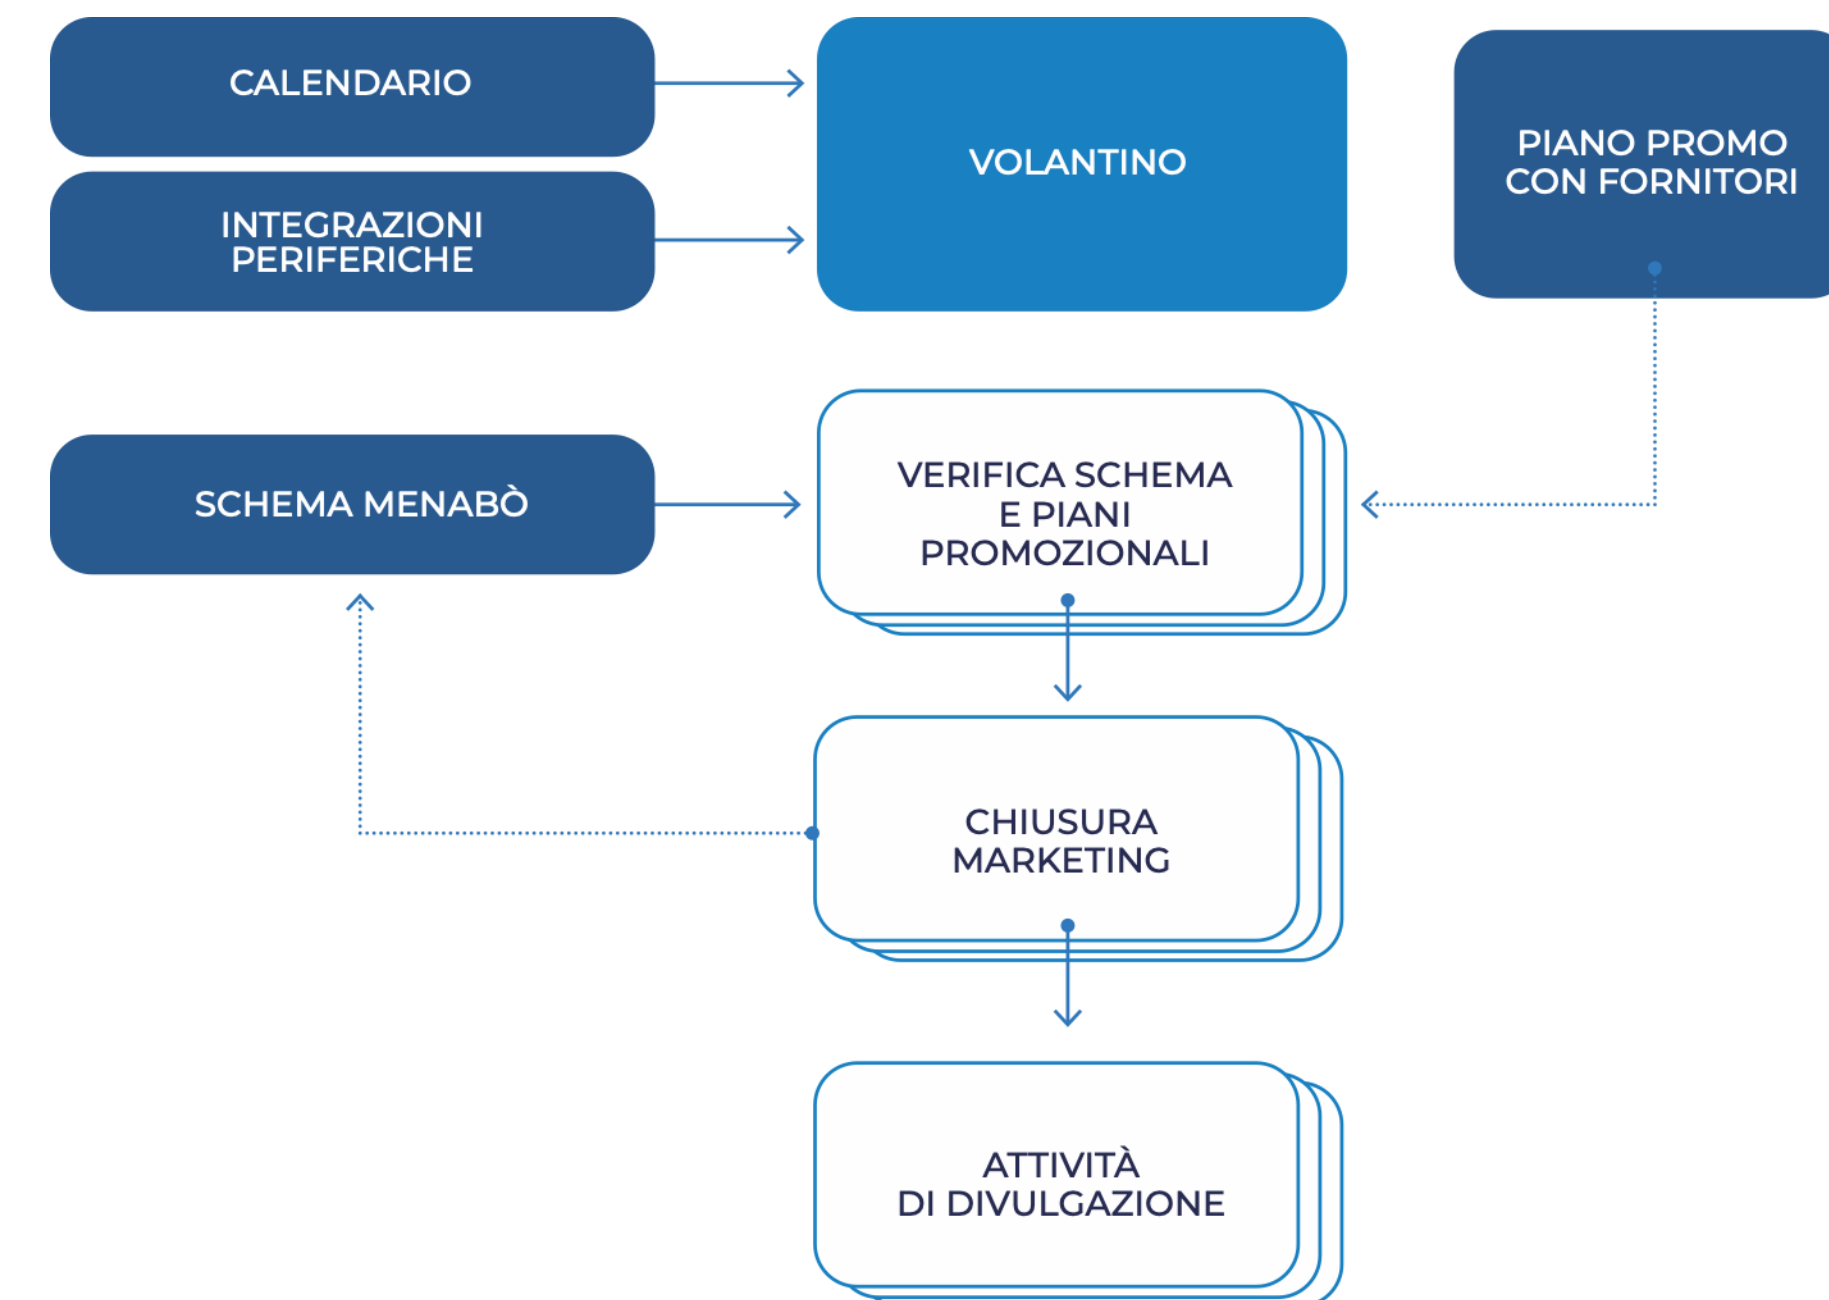 CALENDARIO
INTEGRAZIONI
PERIFERICHE
VOLANTINO
PIANO PROMO
CON FORNITORI
SCHEMA MENABÒ
VERIFICA SCHEMA
E PIANI
PROMOZIONALI
CHIUSURA
MARKETING
ATTIVITÀ
DI DIVULGAZIONE